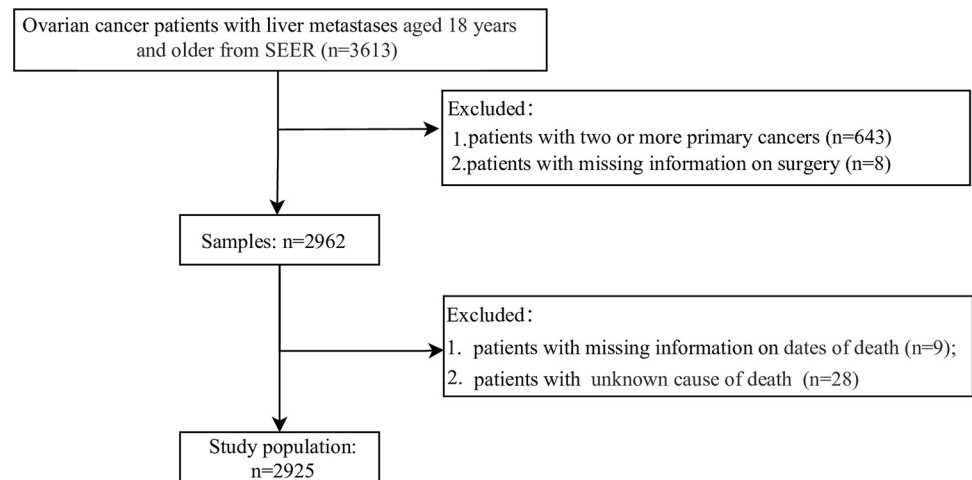 Ovarian cancer patients with liver metastases aged 18 years
and older from SEER (n=3613)
Excluded：
1.patients with two or more primary cancers (n=643)
2.patients with missing information on surgery (n=8)
Samples: n=2962
Excluded：
1. patients with missing information on dates of death (n=9);
2. patients with unknown cause of death (n=28)
Study population:
n=2925